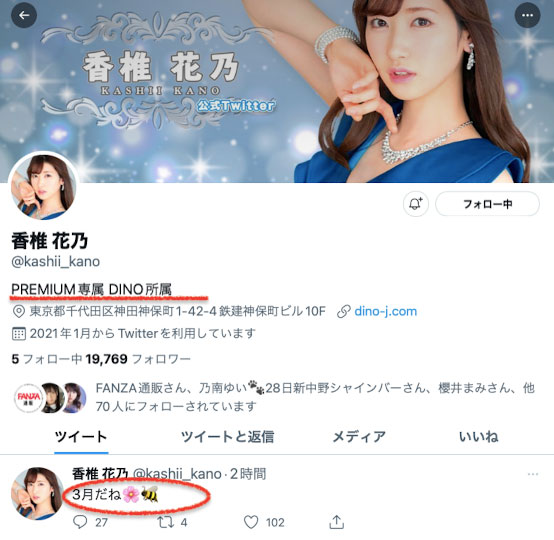 香椎 花乃
KASHII KANO
公式Twitter
フォロー中
香椎 花乃
@kashii_kano
PREMIUM専属 DINO所属
東京都千代田区神田神保町1-42-4 鉄建神保町ビル10F dino-j.com
2021年1月からTwitterを利用しています
5 フォロー中 19,769 フォロワー
FANZA
通販
FANZA通販さん、乃南ゆい🐾28日新中野シャインバーさん、櫻井まみさん、他
70人にフォローされています
ツイート ツイートと返信 メディア いいね
香椎 花乃 @kashii_kano · 2時間
3月だね🌸🐝
27 4 102